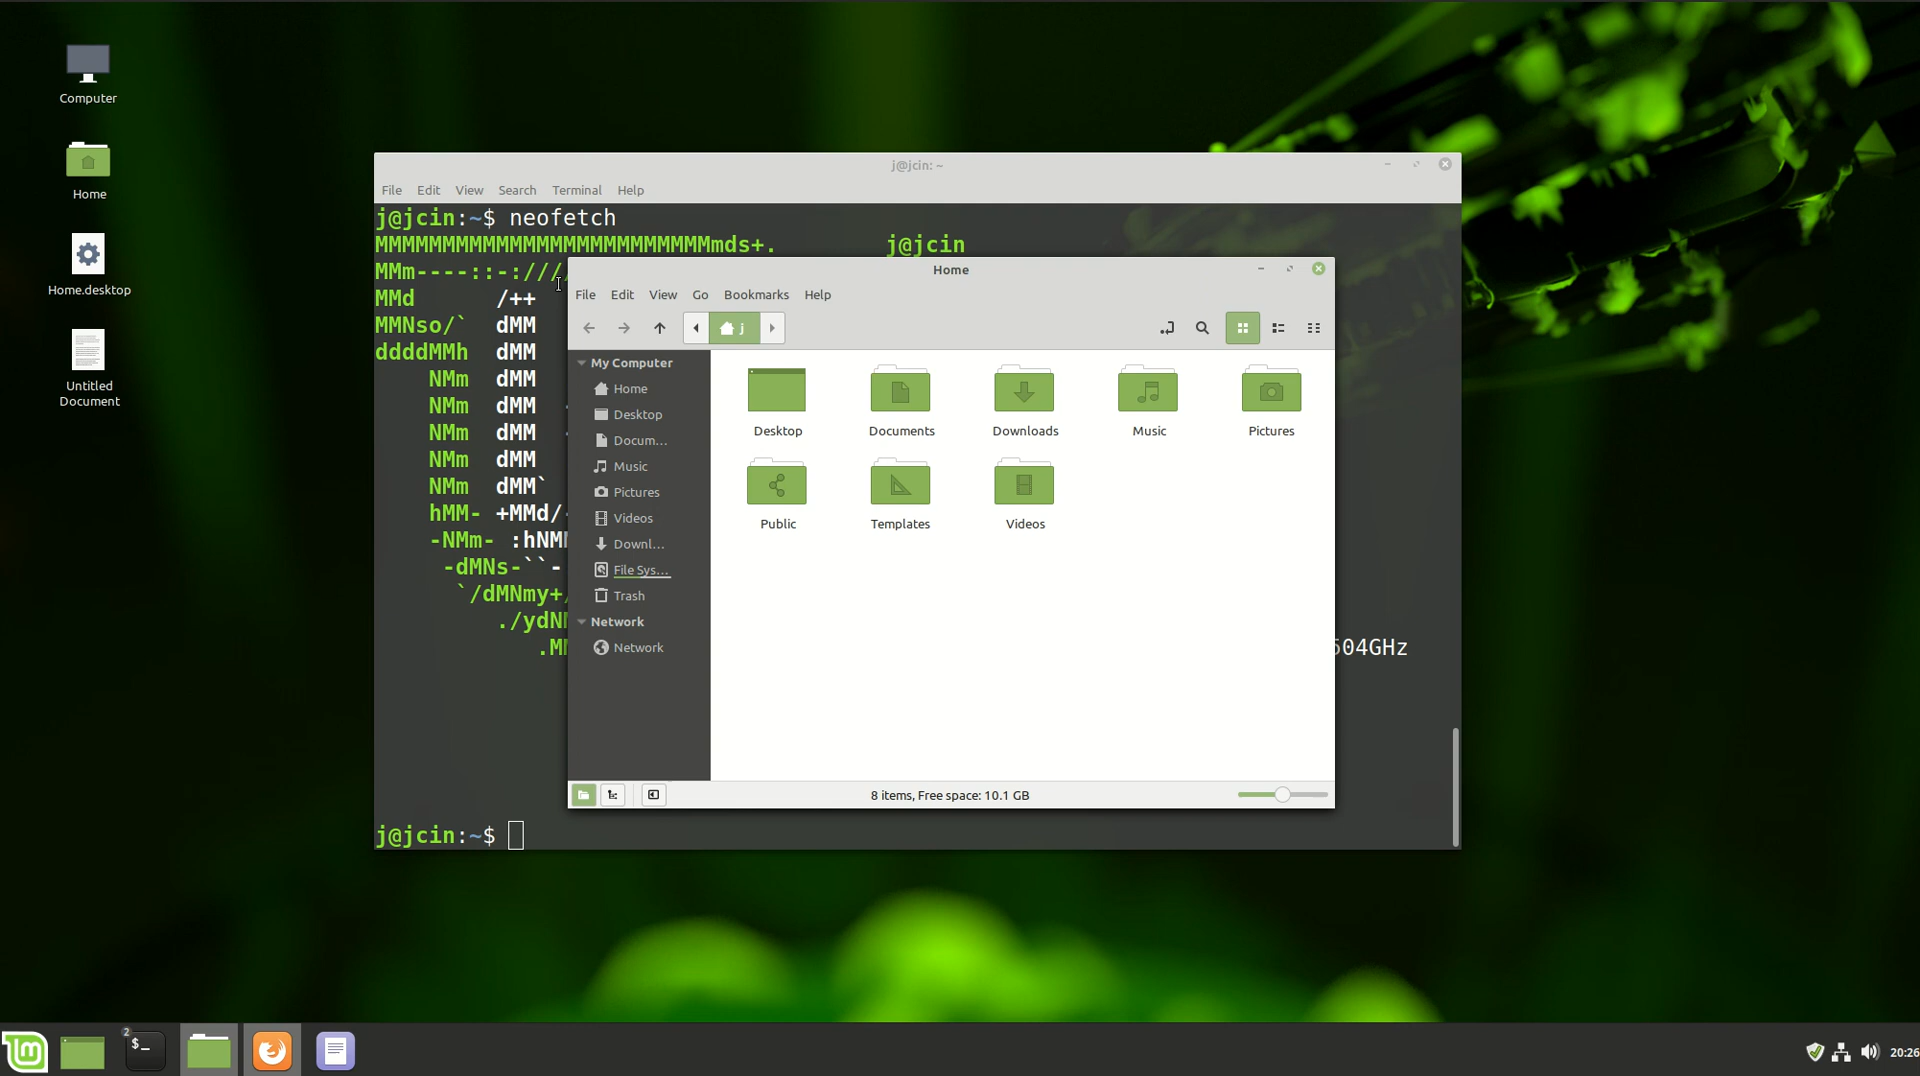 Computer
Home
Home.desktop
Untitled
Document
j@jcin: ~
File Edit View Search Terminal Help
j@jcin:~$ neofetch
MMMMMMMMMMMMMMMMMMMMMMMMMmds+. j@jcin
MMm----::-:////
MMd /++
MMNso/` dMM
ddddMMh dMM
NMm dMM
NMm dMM
NMm dMM
NMm dMM
NMm dMM`
hMM- +MMd/-
-NMm- :hNMM
-dMNs-``-
`/dMNmy+/
./ydNM
.MM
504GHz
j@jcin:~$
Home
File Edit View Go Bookmarks Help
j
My Computer
Home
Desktop
Docum...
Music
Pictures
Videos
Downl...
File Sys...
Trash
Network
Network
Desktop Documents Downloads Music Pictures
Public Templates Videos
8 items, Free space: 10.1 GB
2
$_
20:26